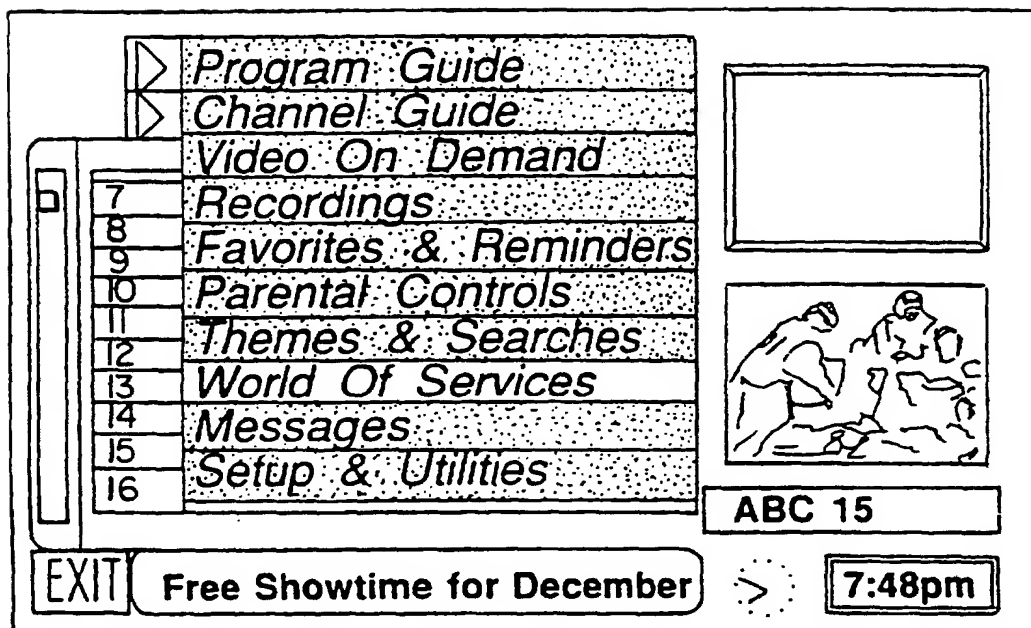 Program Guide
Channel Guide
Video On Demand
7
Recordings
8
Favorites & Reminders
9
10
Parental Controls
11
Themes & Searches
12
13
World Of Services
14
Messages
15
Setup & Utilities
16
ABC 15
EXIT
Free Showtime for December
>
7:48pm